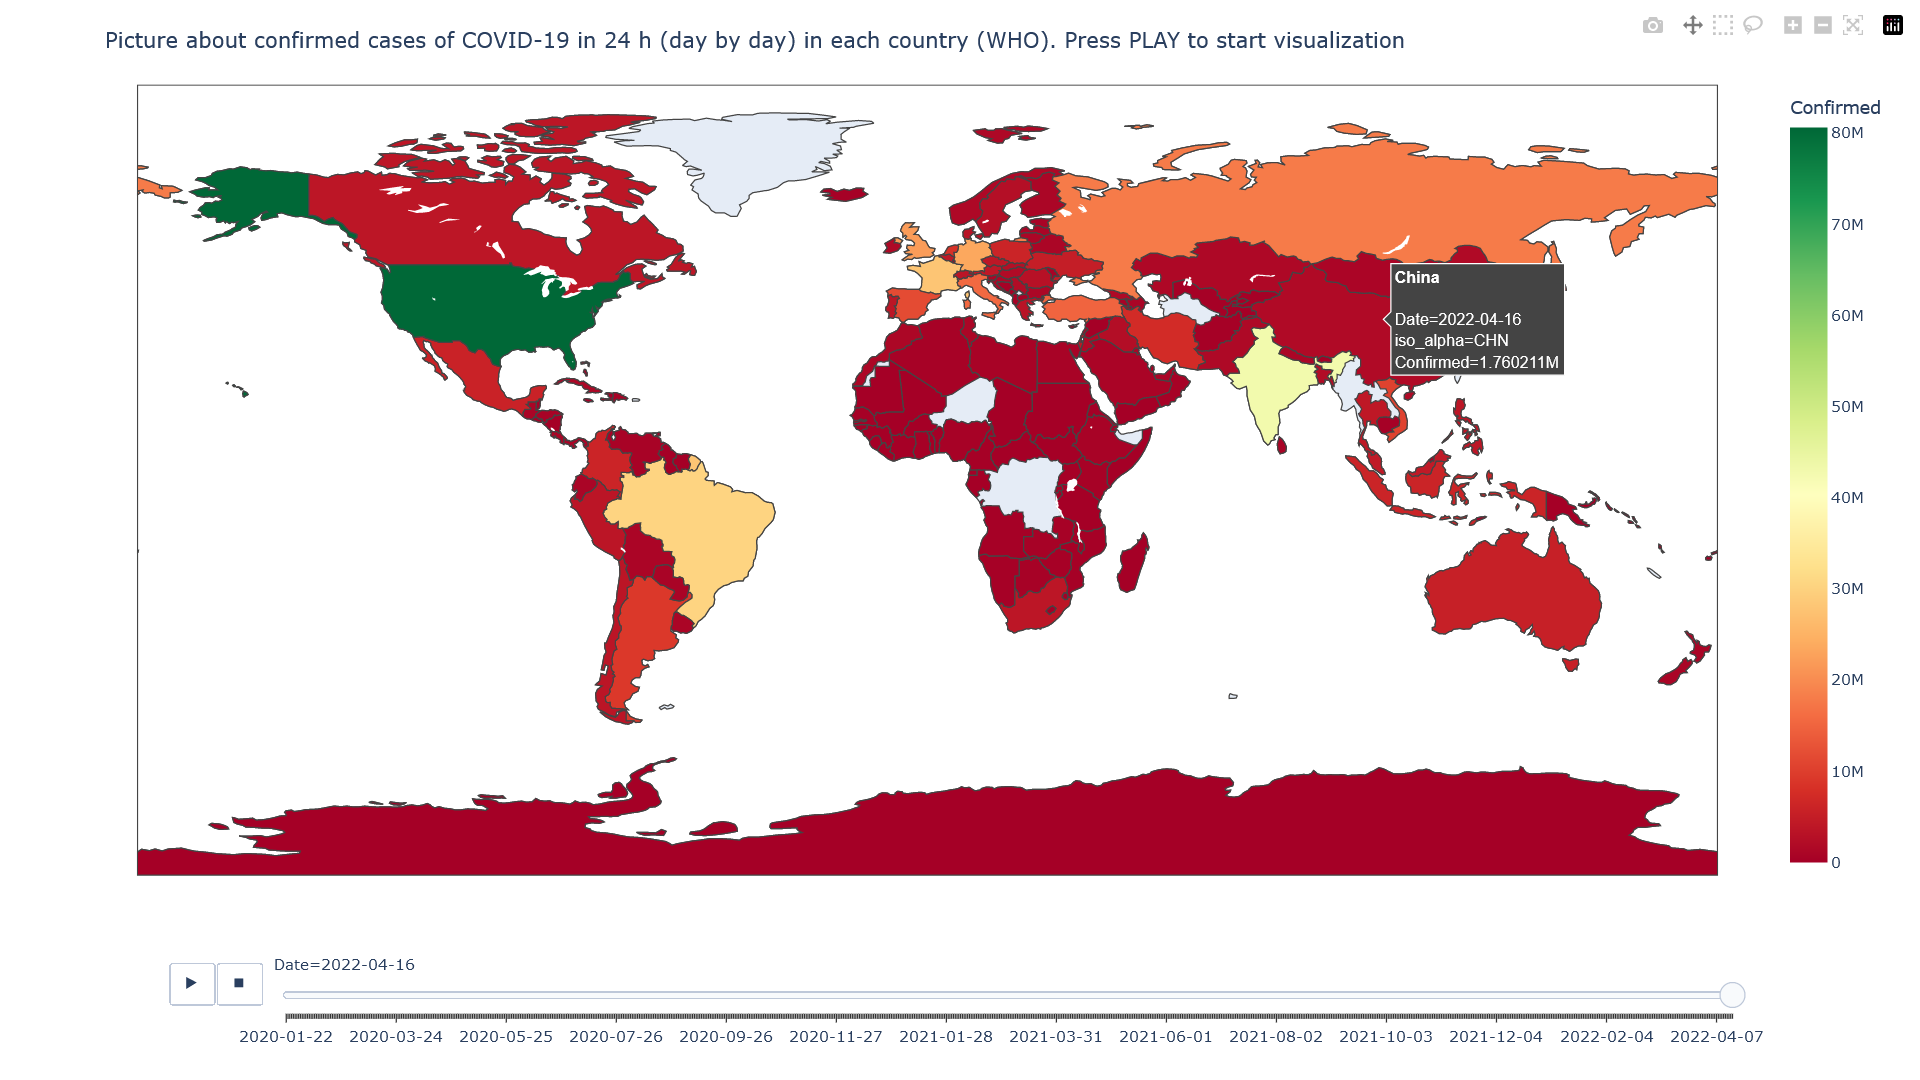 Picture about confirmed cases of COVID-19 in 24 h (day by day) in each country (WHO). Press PLAY to start visualization
Confirmed
80M
70M
60M
50M
40M
30M
20M
10M
0
China
Date=2022-04-16
iso_alpha=CHN
Confirmed=1.760211M
Date=2022-04-16
2020-01-22 2020-03-24 2020-05-25 2020-07-26 2020-09-26 2020-11-27 2021-01-28 2021-03-31 2021-06-01 2021-08-02 2021-10-03 2021-12-04 2022-02-04 2022-04-07